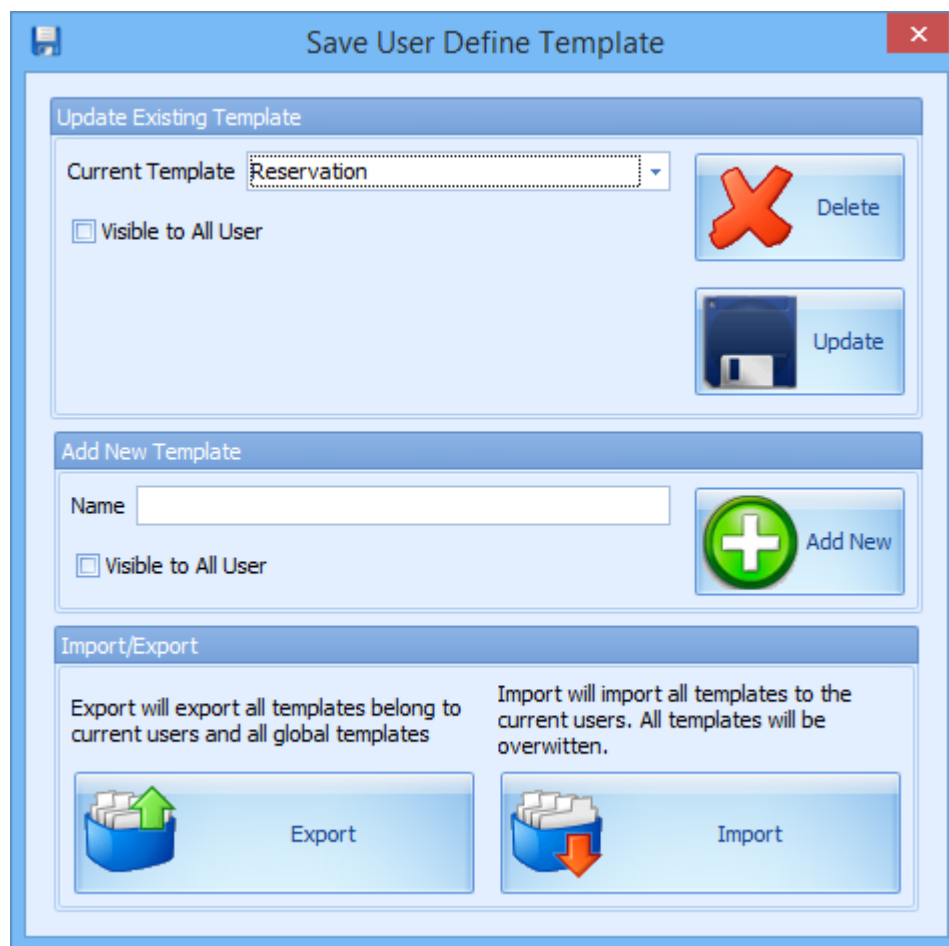 Save User Define Template
Update Existing Template
Current Template Reservation
Visible to All User
Delete
Update
Add New Template
Name
Visible to All User
Add New
Import/Export
Export will export all templates belong to
current users and all global templates
Import will import all templates to the
current users. All templates will be
overwitten.
Export
Import